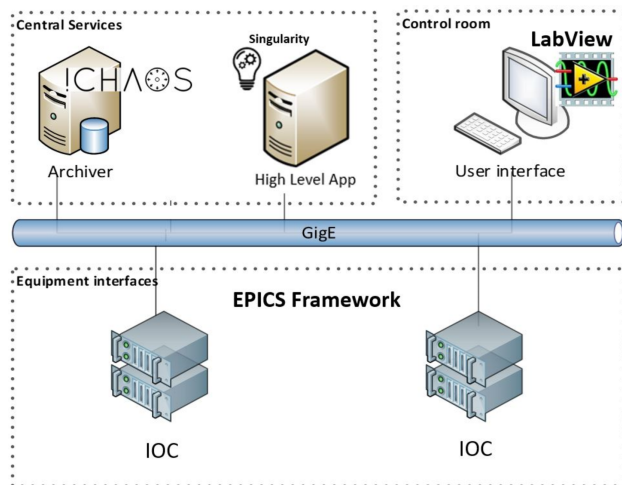 Central Services
Singularity
!CHAOS
Archiver
High Level App
Control room
LabView
User interface
GigE
Equipment interfaces
EPICS Framework
IOC
IOC